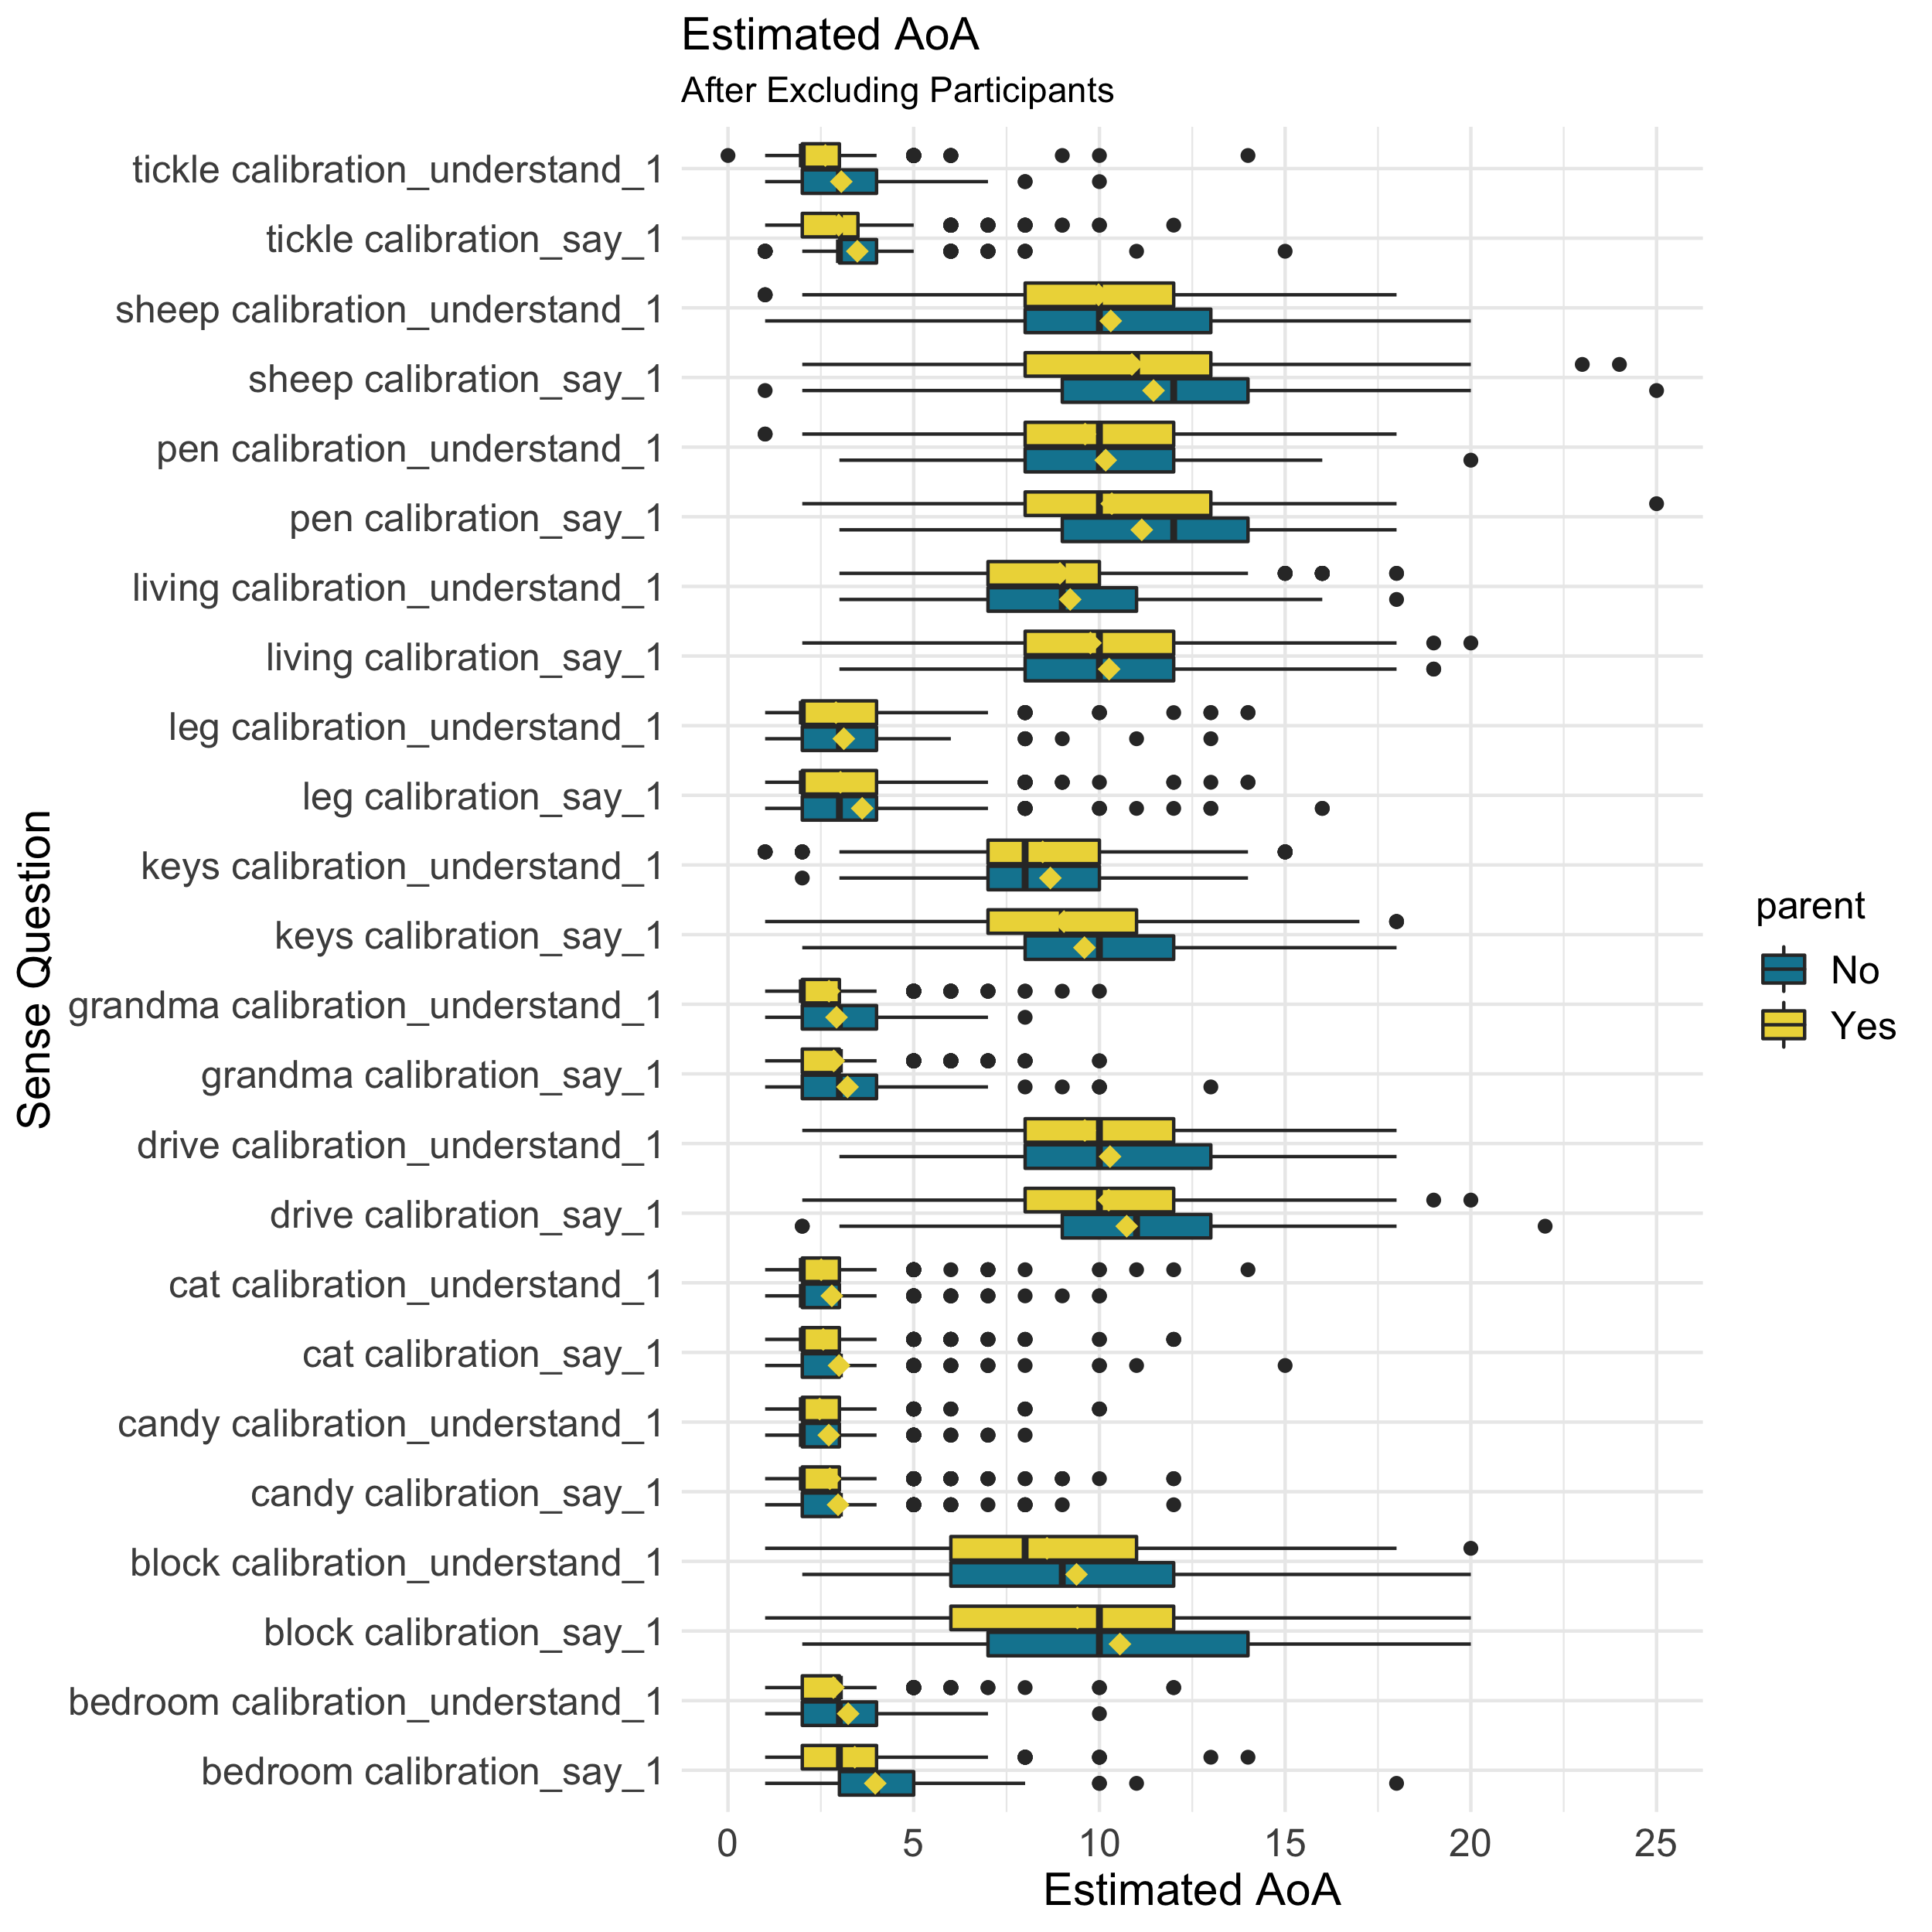 Estimated AoA
After Excluding Participants
Sense Question
tickle calibration_understand_1
tickle calibration_say_1
sheep calibration_understand_1
sheep calibration_say_1
pen calibration_understand_1
pen calibration_say_1
living calibration_understand_1
living calibration_say_1
leg calibration_understand_1
leg calibration_say_1
keys calibration_understand_1
keys calibration_say_1
grandma calibration_understand_1
grandma calibration_say_1
drive calibration_understand_1
drive calibration_say_1
cat calibration_understand_1
cat calibration_say_1
candy calibration_understand_1
candy calibration_say_1
block calibration_understand_1
block calibration_say_1
bedroom calibration_understand_1
bedroom calibration_say_1
0 5 10 15 20 25
Estimated AoA
parent
No
Yes